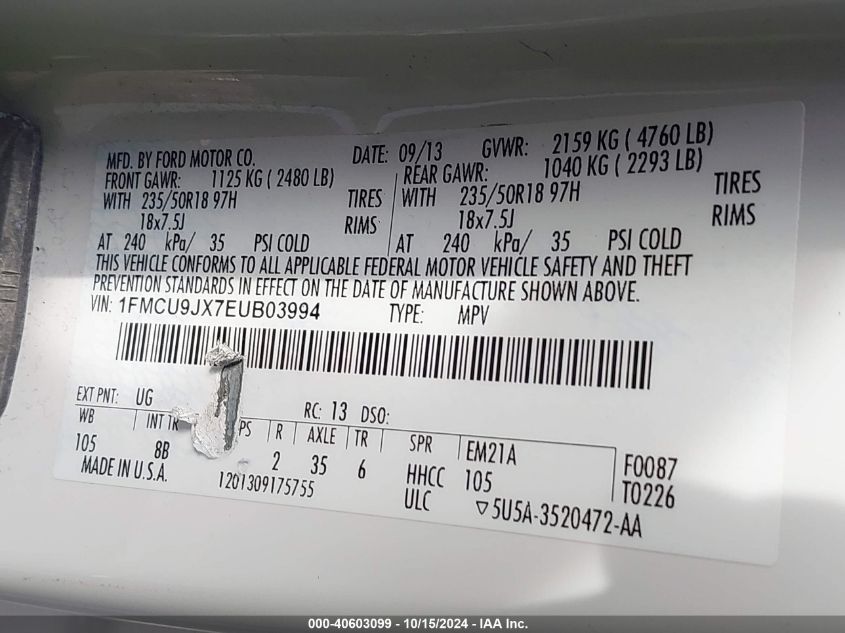 MFD. BY FORD MOTOR CO. DATE: 09/13 GVWR: 2159 KG ( 4760 LB)
FRONT GAWR: 1125 KG ( 2480 LB) REAR GAWR: 1040 KG ( 2293 LB)
WITH 235/50R18 97H TIRES WITH 235/50R18 97H TIRES
18x7.5J RIMS 18x7.5J RIMS
AT 240 kPa/ 35 PSI COLD AT 240 kPa/ 35 PSI COLD
THIS VEHICLE CONFORMS TO ALL APPLICABLE FEDERAL MOTOR VEHICLE SAFETY AND THEFT
PREVENTION STANDARDS IN EFFECT ON THE DATE OF MANUFACTURE SHOWN ABOVE.
VIN: 1FMCU9JX7EUB03994 TYPE: MPV
EXT PNT: UG RC: 13 DSO:
WB INT TR PS R AXLE TR SPR EM21A F0087
105 8B 2 35 6 HHCC 105 T0226
MADE IN U.S.A. 1201309175755 ULC ▽5U5A-3520472-AA
000-40603099 - 10/15/2024 - IAA Inc.